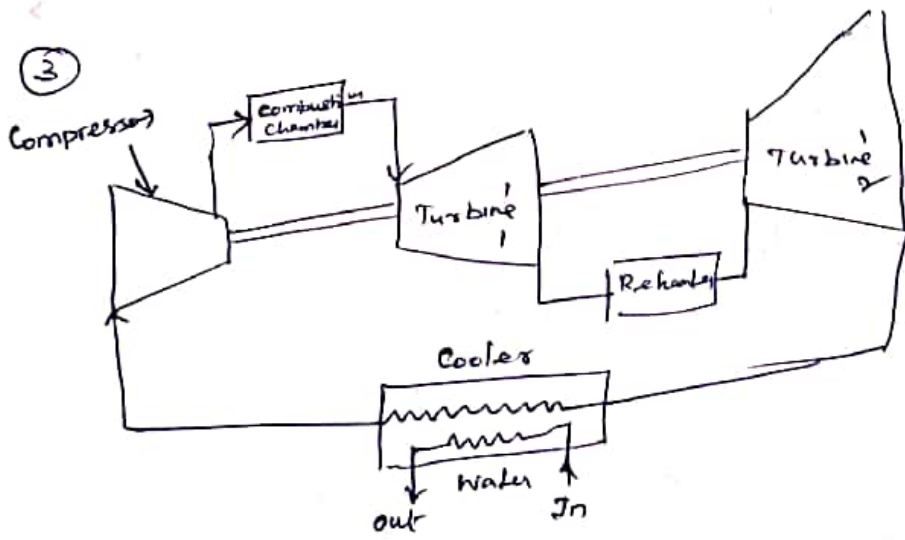 3
Compressor
Combustion
Chamber
Turbine
1
Turbine
2
Reheater
Cooler
Water
Out
In